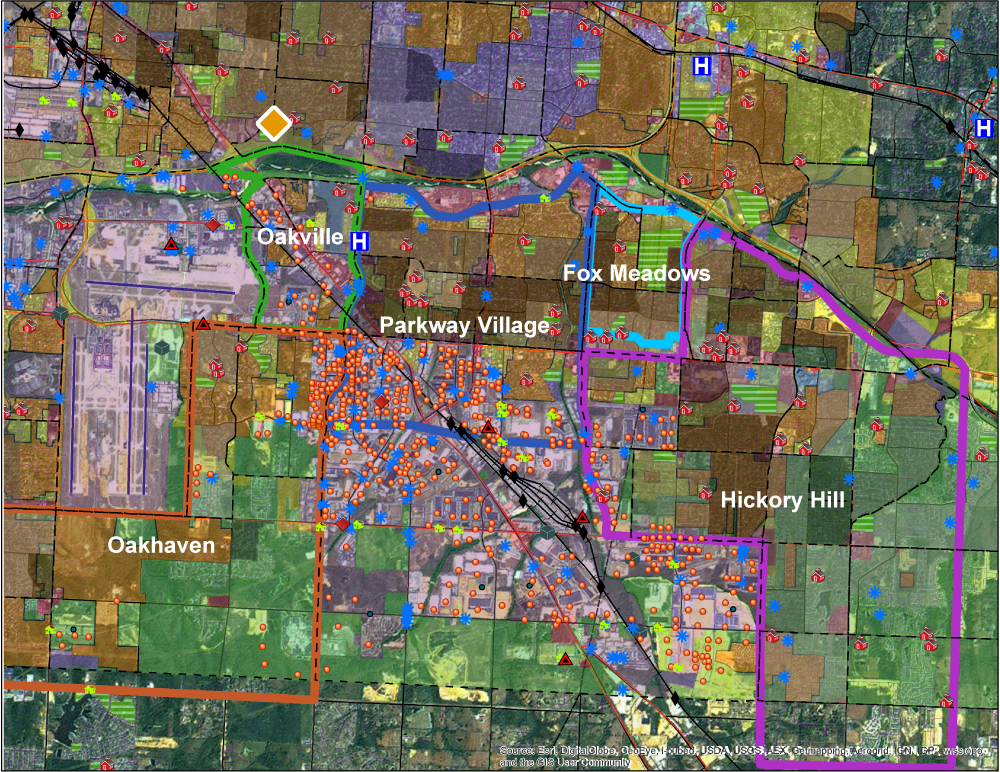 H
H
Oakville
H
Fox Meadows
Parkway Village
Hickory Hill
Oakhaven
Source: Esri, DigitalGlobe, GeoEye, i-cubed, USDA, USGS, AEX, Getmapping, Aerogrid, IGN, IGP,
and the GIS User Community